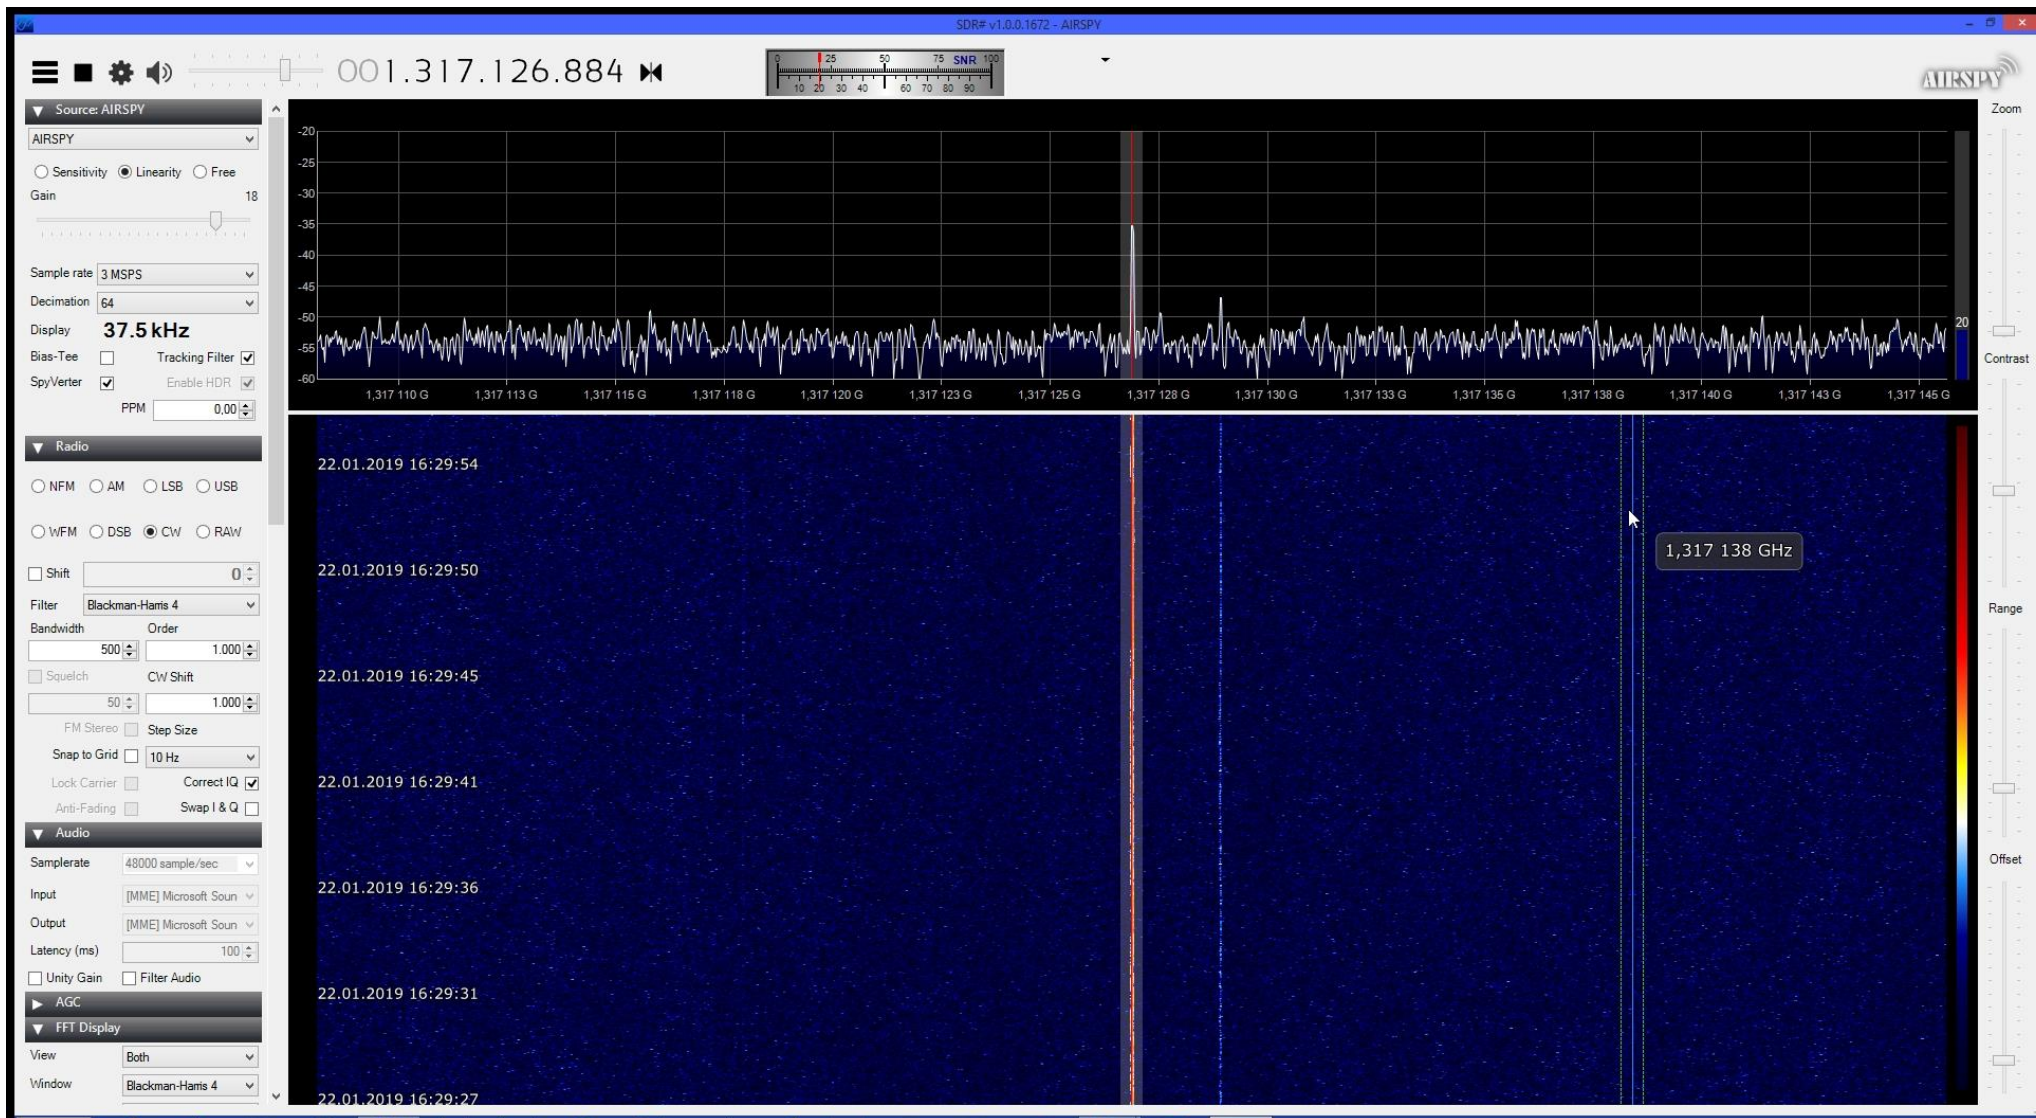 SDR# v1.0.0.1672 - AIRSPY
001.317.126.884
0 25 50 75 SNR 100
10 20 30 40 60 70 80 90
AIRSPY
Source: AIRSPY
AIRSPY
Sensitivity Linearity Free
Gain 18
Sample rate 3 MSPS
Decimation 64
Display 37.5 kHz
Bias-Tee Tracking Filter
SpyVerter Enable HDR
PPM 0,00
Radio
NFM AM LSB USB
WFM DSB CW RAW
Shift 0
Filter Blackman-Harris 4
Bandwidth Order
500 1.000
Squelch CW Shift
50 1.000
FM Stereo Step Size
Snap to Grid 10 Hz
Lock Carrier Correct IQ
Anti-Fading Swap I & Q
Audio
Samplerate 48000 sample/sec
Input [MME] Microsoft Soun
Output [MME] Microsoft Soun
Latency (ms) 100
Unity Gain Filter Audio
AGC
FFT Display
View Both
Window Blackman-Harris 4
-20
-25
-30
-35
-40
-45
-50
-55
-60
20
1,317 110 G 1,317 113 G 1,317 115 G 1,317 118 G 1,317 120 G 1,317 123 G 1,317 125 G 1,317 128 G 1,317 130 G 1,317 133 G 1,317 135 G 1,317 138 G 1,317 140 G 1,317 143 G 1,317 145 G
22.01.2019 16:29:54
1,317 138 GHz
22.01.2019 16:29:50
22.01.2019 16:29:45
22.01.2019 16:29:41
22.01.2019 16:29:36
22.01.2019 16:29:31
22.01.2019 16:29:27
Zoom
Contrast
Range
Offset